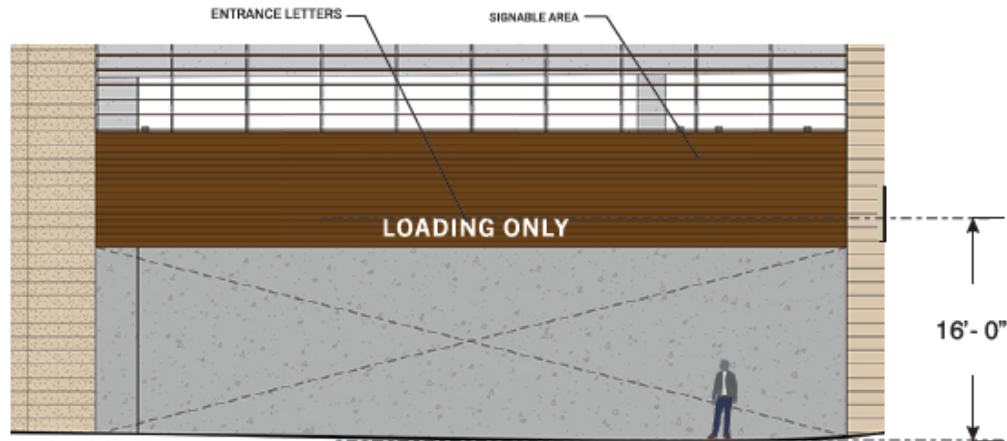 ENTRANCE LETTERS
SIGNABLE AREA
LOADING ONLY
16'- 0"